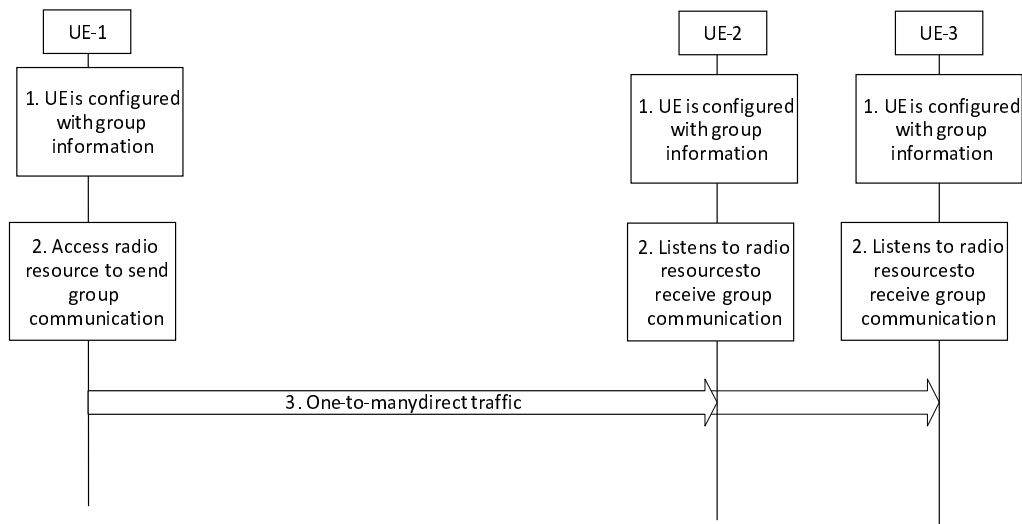 UE-1
UE-2
UE-3
1. UE is configured
with group
information
1. UE is configured
with group
information
1. UE is configured
with group
information
2. Access radio
resource to send
group
communication
2. Listens to radio
resourcesto
receive group
communication
2. Listens to radio
resourcesto
receive group
communication
3. One-to-manydirect traffic